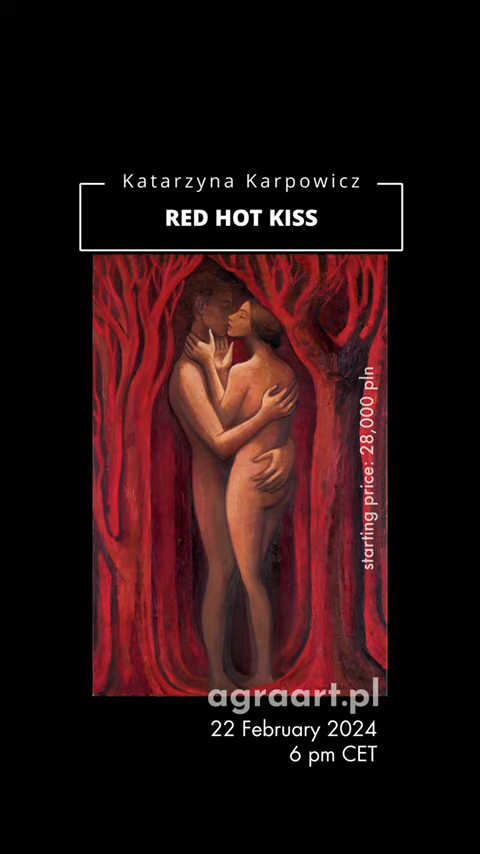 Katarzyna Karpowicz
RED HOT KISS
starting price: 28,000 pln
agraart.pl
22 February 2024
6 pm CET